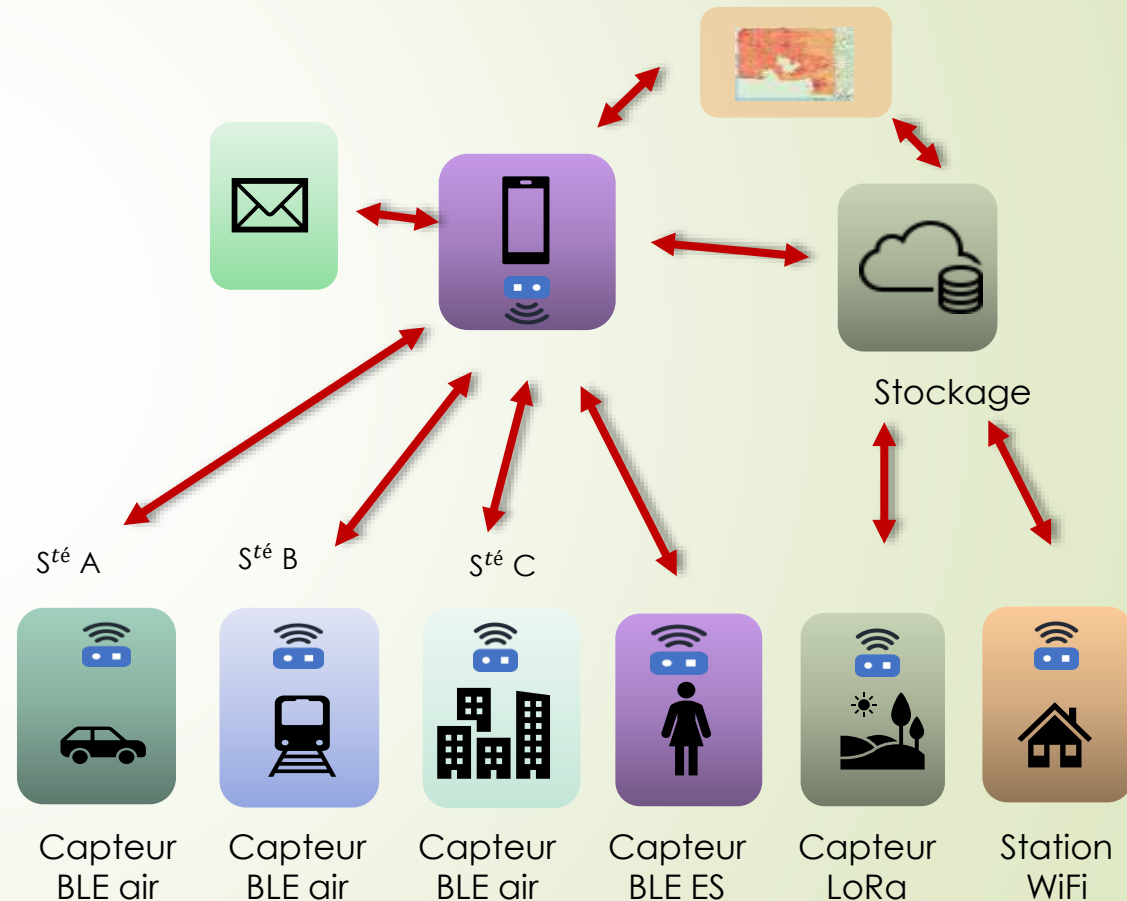 Stockage
Sté A
Sté B
Sté C
Capteur
BLE air
Capteur
BLE air
Capteur
BLE air
Capteur
BLE ES
Capteur
LoRa
Station
WiFi